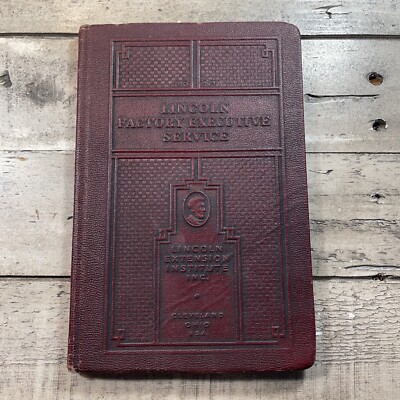 LINCOLN
FACTORY EXECUTIVE
SERVICE
LINCOLN
EXTENSION
INSTITUTE
INC.
CLEVELAND
OHIO
U.S.A.